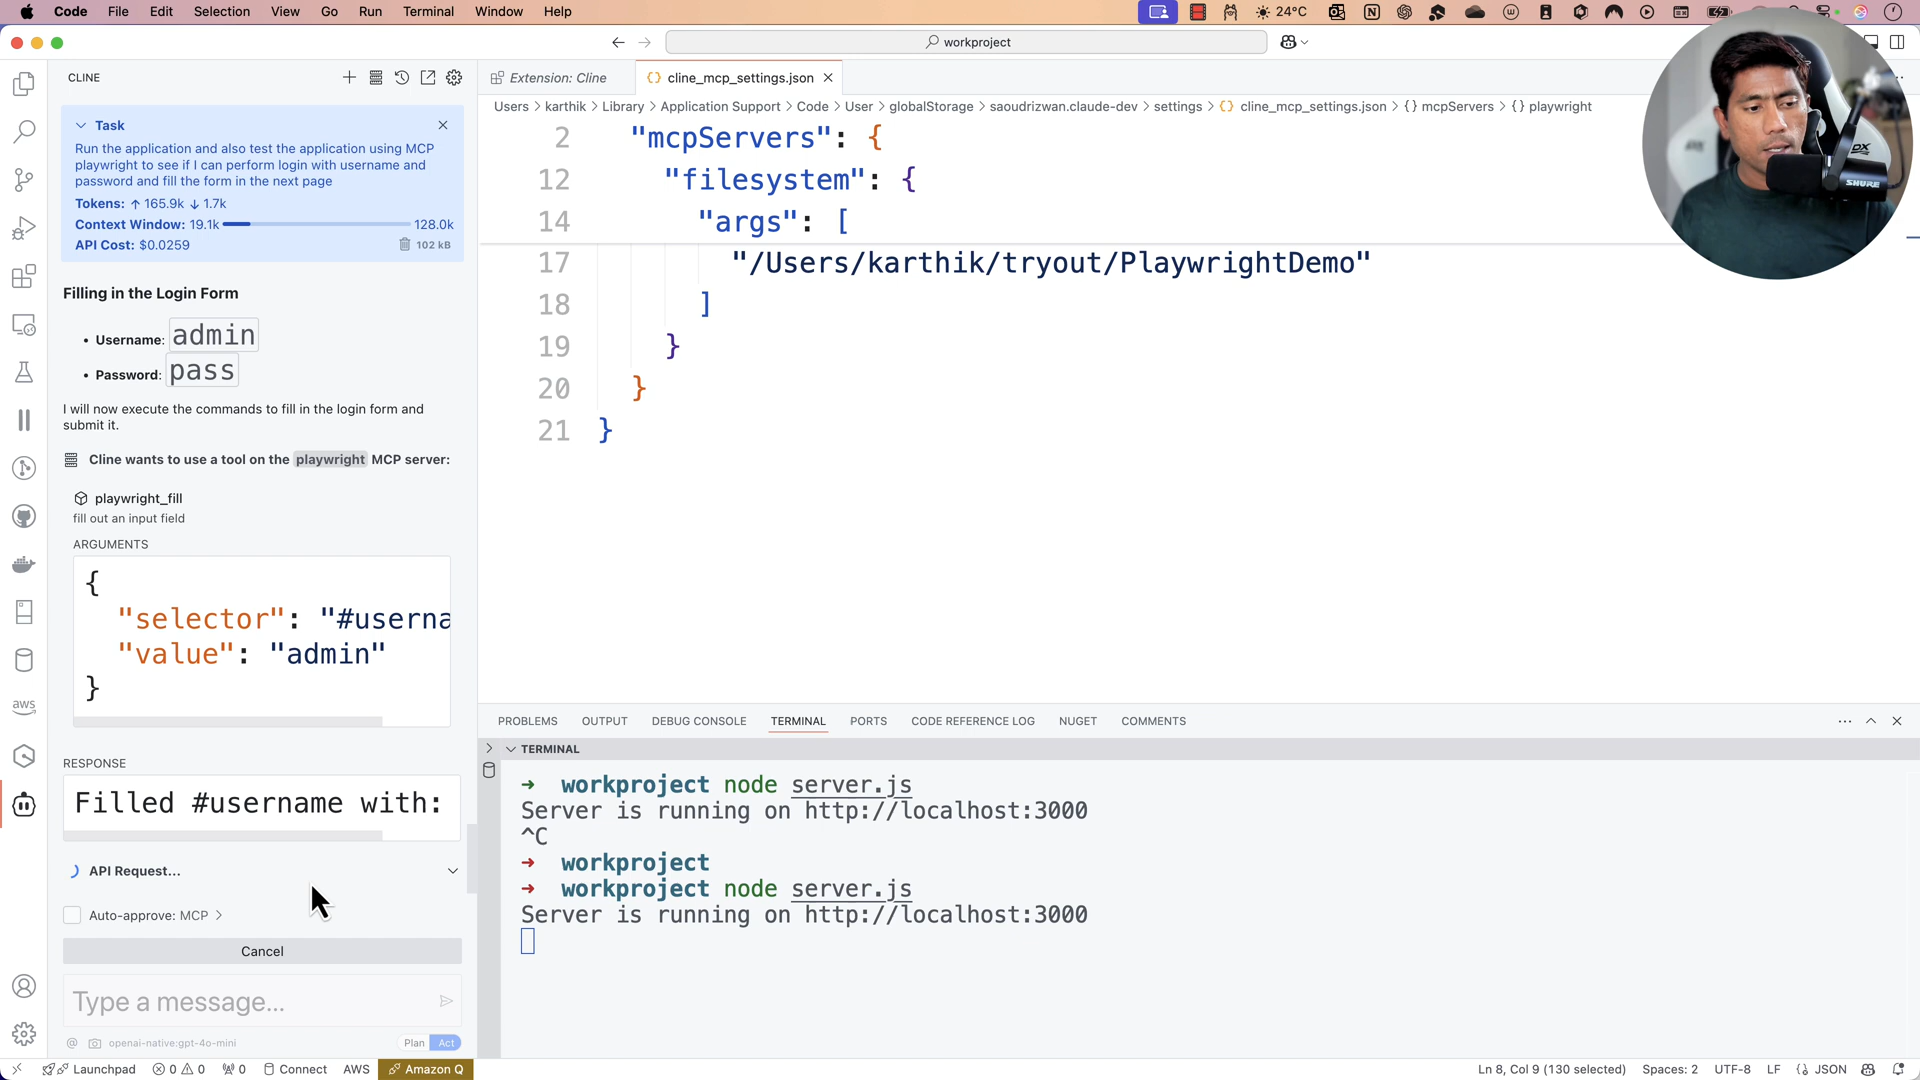 Code File Edit Selection View Go Run Terminal Window Help
24°C
workproject
CLINE
Extension: Cline
cline_mcp_settings.json
Users > karthik > Library > Application Support > Code > User > globalStorage > saoudrizwan.claude-dev > settings > {} cline_mcp_settings.json > {} mcpServers > {} playwright
Task
Run the application and also test the application using MCP
playwright to see if I can perform login with username and
password and fill the form in the next page
Tokens: ↑ 165.9k ↓ 1.7k
Context Window: 19.1k 128.0k
API Cost: $0.0259 102 kB
Filling in the Login Form
• Username: admin
• Password: pass
I will now execute the commands to fill in the login form and
submit it.
Cline wants to use a tool on the playwright MCP server:
playwright_fill
fill out an input field
ARGUMENTS
{
"selector": "#userna
"value": "admin"
}
RESPONSE
Filled #username with:
API Request...
Auto-approve: MCP >
Cancel
Type a message...
@ openai-native:gpt-4o-mini Plan Act
2 "mcpServers": {
12 "filesystem": {
14 "args": [
17 "/Users/karthik/tryout/PlaywrightDemo"
18 ]
19 }
20 }
21 }
PROBLEMS OUTPUT DEBUG CONSOLE TERMINAL PORTS CODE REFERENCE LOG NUGET COMMENTS
TERMINAL
→ workproject node server.js
Server is running on http://localhost:3000
^C
→ workproject
→ workproject node server.js
Server is running on http://localhost:3000
aws
SHURE
DX
Launchpad 0 0 0 Connect AWS Amazon Q Ln 8, Col 9 (130 selected) Spaces: 2 UTF-8 LF {} JSON